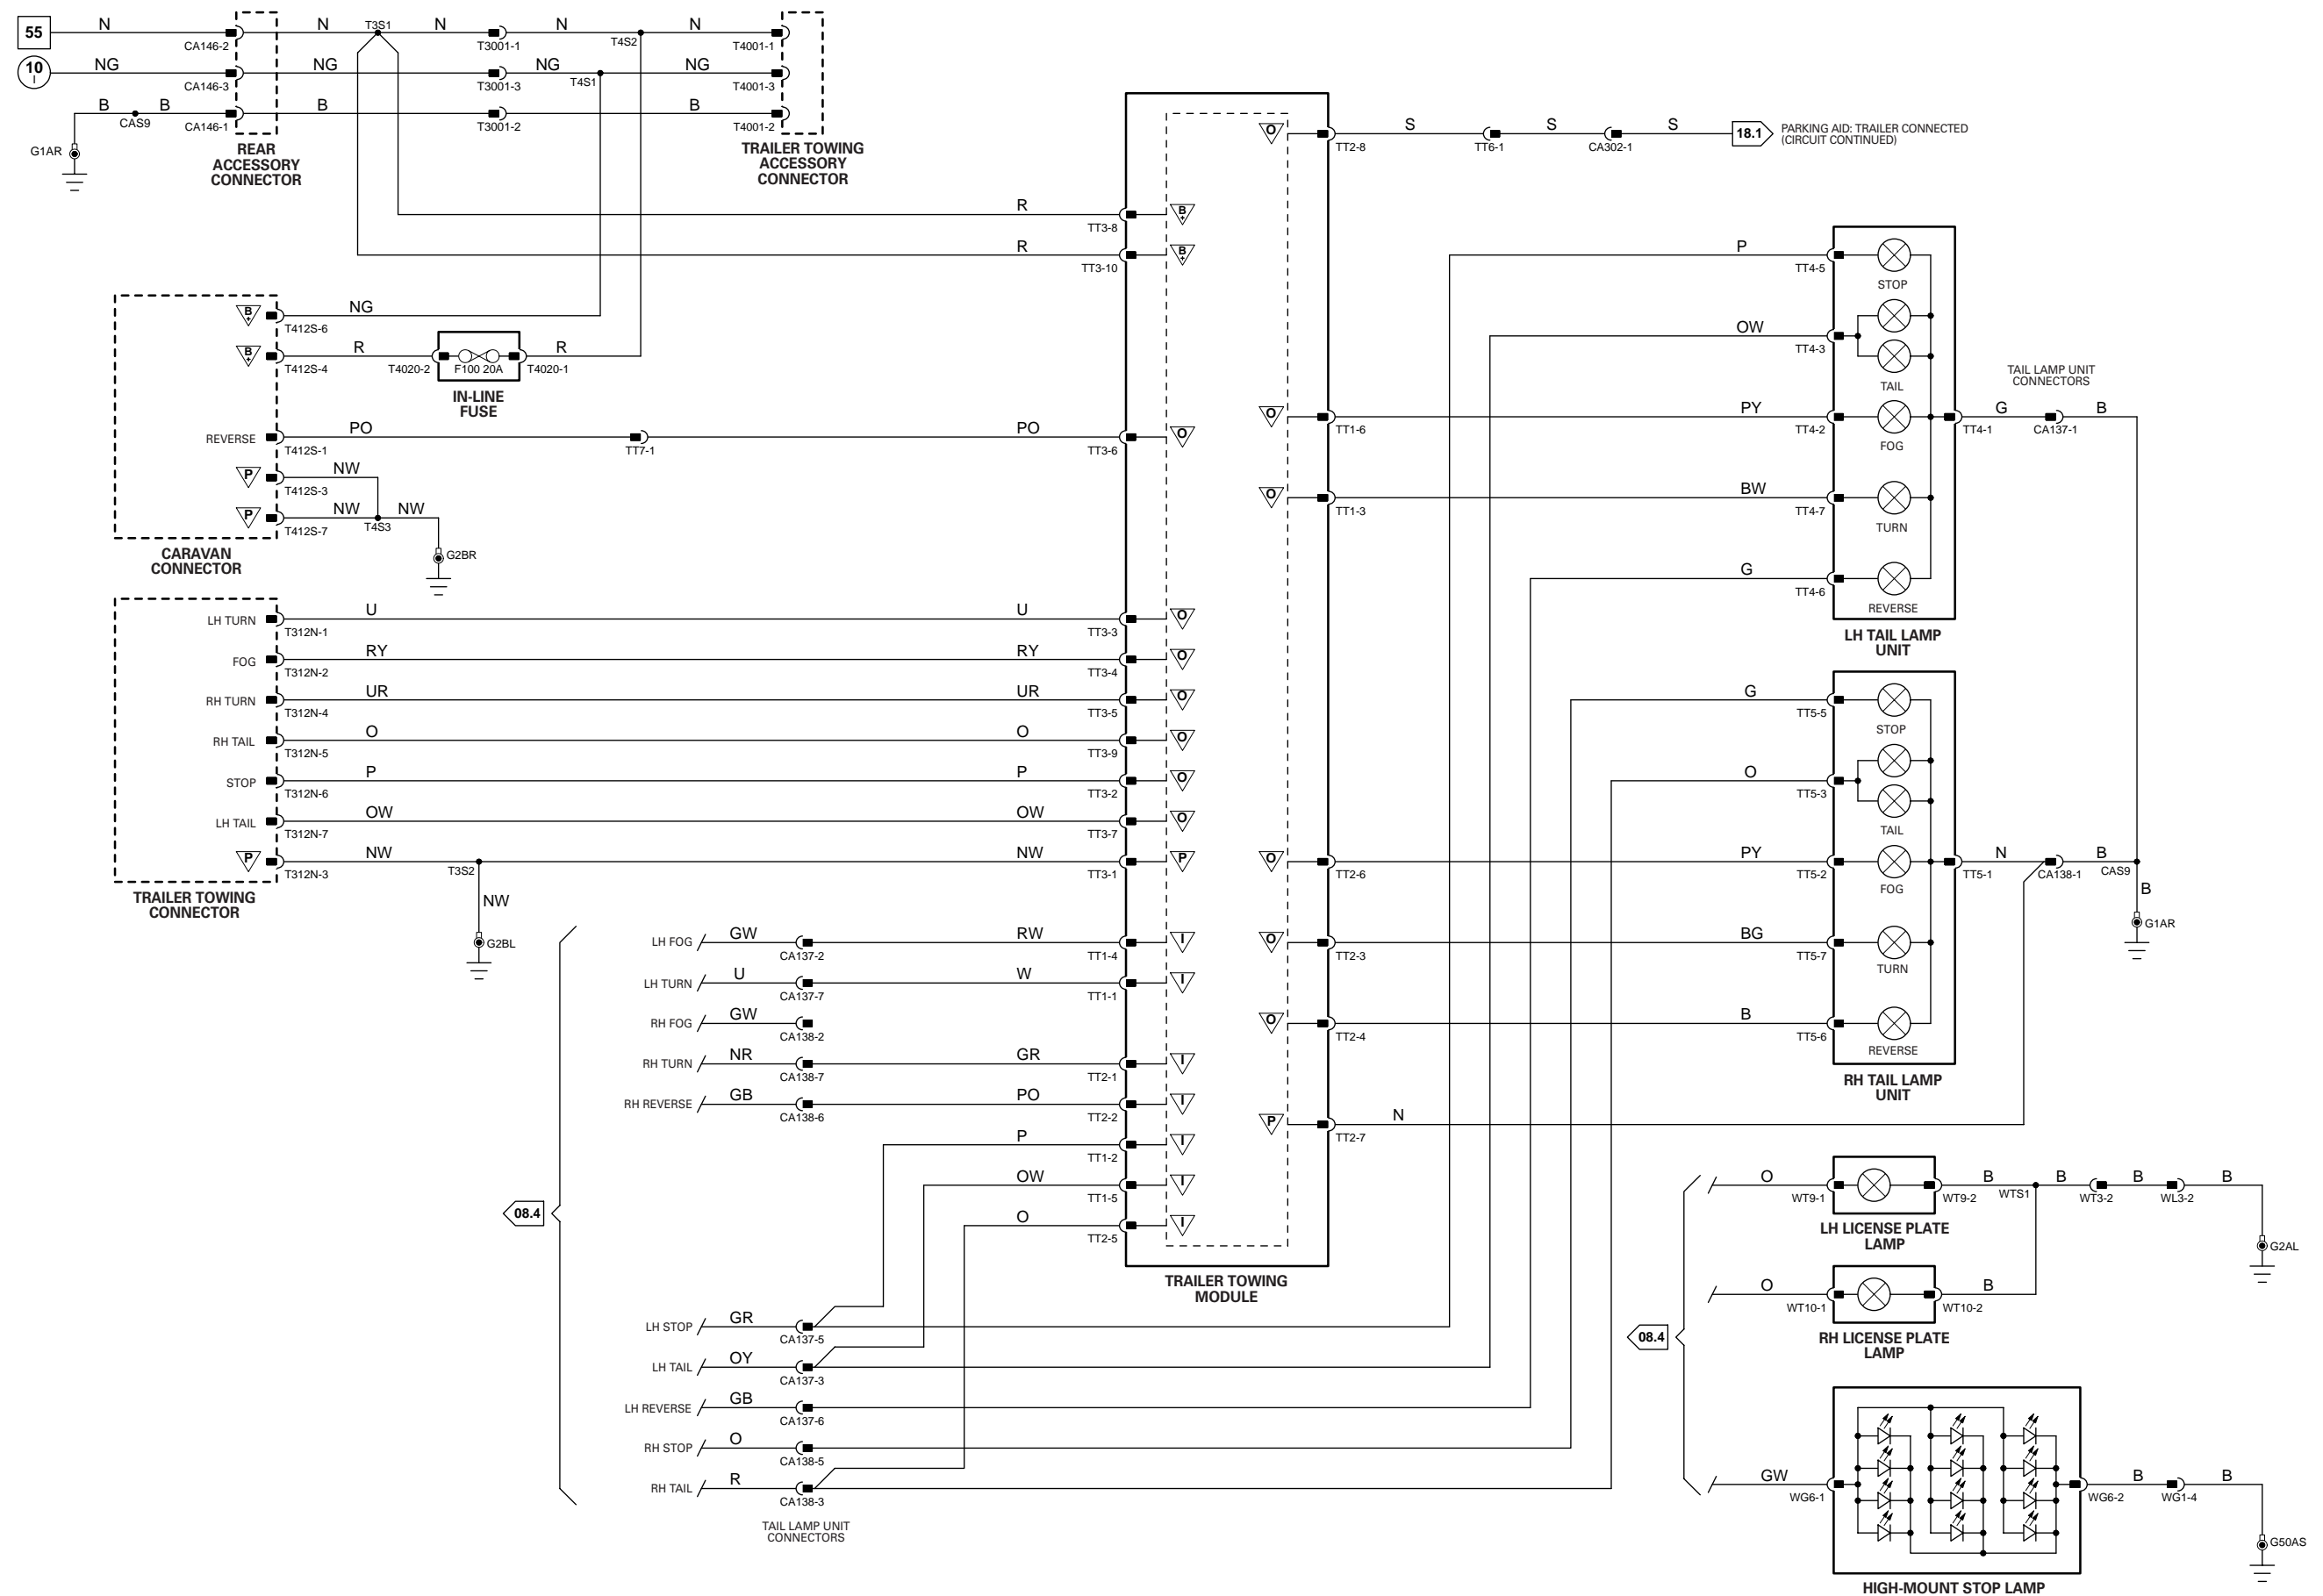 55 N CA146-2 N T3S1 N T3001-1 N T4S2 N T4001-1
10 I NG CA146-3 NG T3001-3 NG T4S1 NG T4001-3
B CAS9 B CA146-1 B T3001-2 B T4001-2
G1AR
REAR
ACCESSORY
CONNECTOR
TRAILER TOWING
ACCESSORY
CONNECTOR
R TT3-8 B+
R TT3-10 B+
B+ T412S-6 NG
B+ T412S-4 R T4020-2 F100 20A T4020-1 R
IN-LINE
FUSE
REVERSE T412S-1 PO TT7-1 PO TT3-6 O
P T412S-3 NW
P T412S-7 NW T4S3 NW
G2BR
CARAVAN
CONNECTOR
LH TURN T312N-1 U U TT3-3 O
FOG T312N-2 RY RY TT3-4 O
RH TURN T312N-4 UR UR TT3-5 O
RH TAIL T312N-5 O O TT3-9 O
STOP T312N-6 P P TT3-2 O
LH TAIL T312N-7 OW OW TT3-7 O
P T312N-3 NW T3S2 NW TT3-1 P
NW
G2BL
TRAILER TOWING
CONNECTOR
08.4
LH FOG GW CA137-2 RW TT1-4 I
LH TURN U CA137-7 W TT1-1 I
RH FOG GW CA138-2
RH TURN NR CA138-7 GR TT2-1 I
RH REVERSE GB CA138-6 PO TT2-2 I
P TT1-2 I
OW TT1-5 I
O TT2-5 I
LH STOP GR CA137-5
LH TAIL OY CA137-3
LH REVERSE GB CA137-6
RH STOP O CA138-5
RH TAIL R CA138-3
TAIL LAMP UNIT
CONNECTORS
TRAILER TOWING
MODULE
O TT2-8 S TT6-1 S CA302-1 S 18.1
PARKING AID: TRAILER CONNECTED
(CIRCUIT CONTINUED)
P TT4-5 STOP
OW TT4-3 TAIL
O TT1-6 PY TT4-2 FOG TT4-1 G CA137-1 B
TAIL LAMP UNIT
CONNECTORS
O TT1-3 BW TT4-7 TURN
G TT4-6 REVERSE
LH TAIL LAMP
UNIT
G TT5-5 STOP
O TT5-3 TAIL
O TT2-6 PY TT5-2 FOG TT5-1 N CA138-1 B CAS9
B
G1AR
O TT2-3 BG TT5-7 TURN
O TT2-4 B TT5-6 REVERSE
RH TAIL LAMP
UNIT
P TT2-7 N
08.4
O WT9-1 WT9-2 B WTS1 B WT3-2 B WL3-2 B
LH LICENSE PLATE
LAMP
G2AL
O WT10-1 WT10-2 B
RH LICENSE PLATE
LAMP
GW WG6-1 WG6-2 B WG1-4 B
G50AS
HIGH-MOUNT STOP LAMP